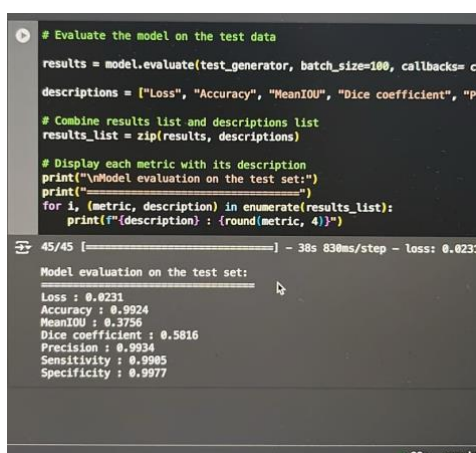 # Evaluate the model on the test data
results = model.evaluate(test_generator, batch_size=100, callbacks= c
descriptions = ["Loss", "Accuracy", "MeanIOU", "Dice coefficient", "P
# Combine results list and descriptions list
results_list = zip(results, descriptions)
# Display each metric with its description
print("\nModel evaluation on the test set:")
print("==============================")
for i, (metric, description) in enumerate(results_list):
print(f"{description} : {round(metric, 4)}")
45/45 [==============================] - 38s 830ms/step - loss: 0.0231
Model evaluation on the test set:
==============================
Loss : 0.0231
Accuracy : 0.9924
MeanIOU : 0.3756
Dice coefficient : 0.5816
Precision : 0.9934
Sensitivity : 0.9905
Specificity : 0.9977